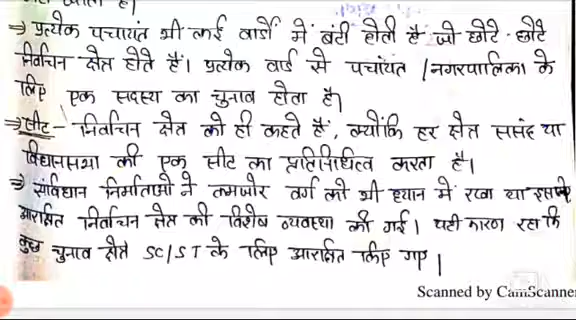 ⇒ प्रत्येक पंचायत भी कई वार्डों में बंटी होती है जो छोटे-छोटे
निर्वाचन क्षेत्र होते हैं। प्रत्येक वार्ड से पंचायत / नगरपालिका के
लिए एक सदस्य का चुनाव होता है।
⇒ सीट - निर्वाचन क्षेत्र को ही कहते हैं, क्योंकि हर क्षेत्र संसद या
विधानसभा की एक सीट का प्रतिनिधित्व करता है।
⇒ संविधान निर्माताओं ने कमजोर वर्ग को भी ध्यान में रखा था इसलिए
आरक्षित निर्वाचन क्षेत्र की विशेष व्यवस्था की गई। यही कारण रहा कि
कुछ चुनाव क्षेत्र SC/ST के लिए आरक्षित किए गए।
Scanned by CamScanner